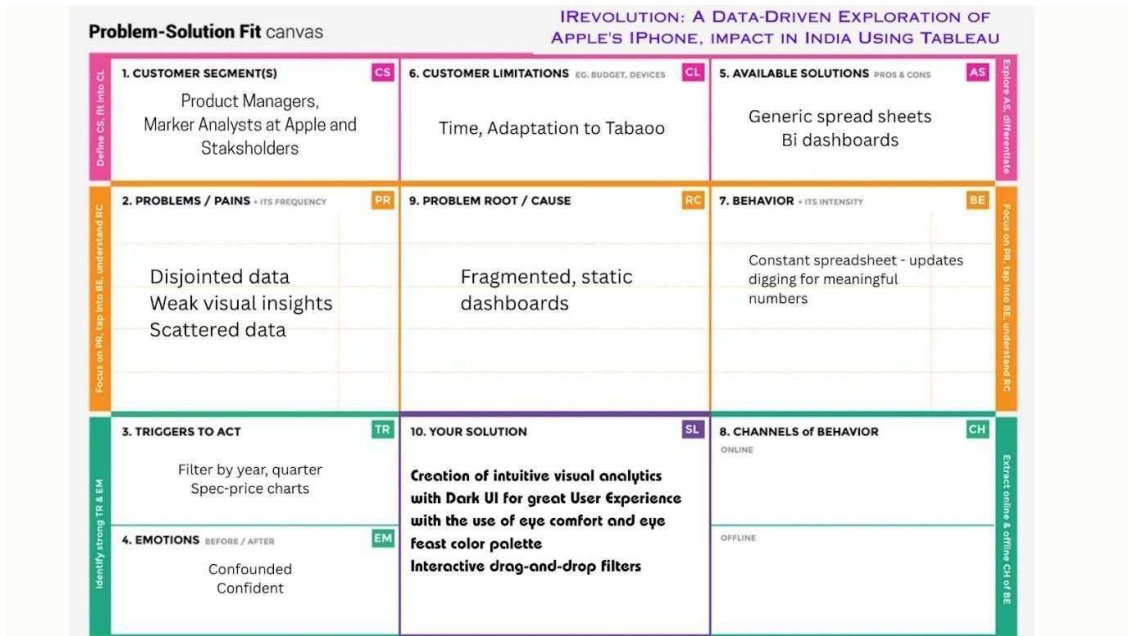 Problem-Solution Fit canvas
IREVOLUTION: A DATA-DRIVEN EXPLORATION OF
APPLE'S IPHONE, IMPACT IN INDIA USING TABLEAU
Define CS, fit into CL
1. CUSTOMER SEGMENT(S)
CS
Product Managers,
Marker Analysts at Apple and
Staksholders
6. CUSTOMER LIMITATIONS EG. BUDGET, DEVICES
CL
Time, Adaptation to Tabaoo
5. AVAILABLE SOLUTIONS PROS & CONS
AS
Generic spread sheets
Bi dashboards
Explore AS, differentiate
Focus on PR, tap into BE, understand RC
2. PROBLEMS / PAINS + ITS FREQUENCY
PR
Disjointed data
Weak visual insights
Scattered data
9. PROBLEM ROOT / CAUSE
RC
Fragmented, static
dashboards
7. BEHAVIOR + ITS INTENSITY
BE
Constant spreadsheet - updates
digging for meaningful
numbers
Focus on PR, tap into BE, understand RC
Identify strong TR & EM
3. TRIGGERS TO ACT
TR
Filter by year, quarter
Spec-price charts
4. EMOTIONS BEFORE / AFTER
EM
Confounded
Confident
10. YOUR SOLUTION
SL
Creation of intuitive visual analytics
with Dark UI for great User Experience
with the use of eye comfort and eye
feast color palette
Interactive drag-and-drop filters
8. CHANNELS of BEHAVIOR
CH
ONLINE
OFFLINE
Extract online & offline CH of BE